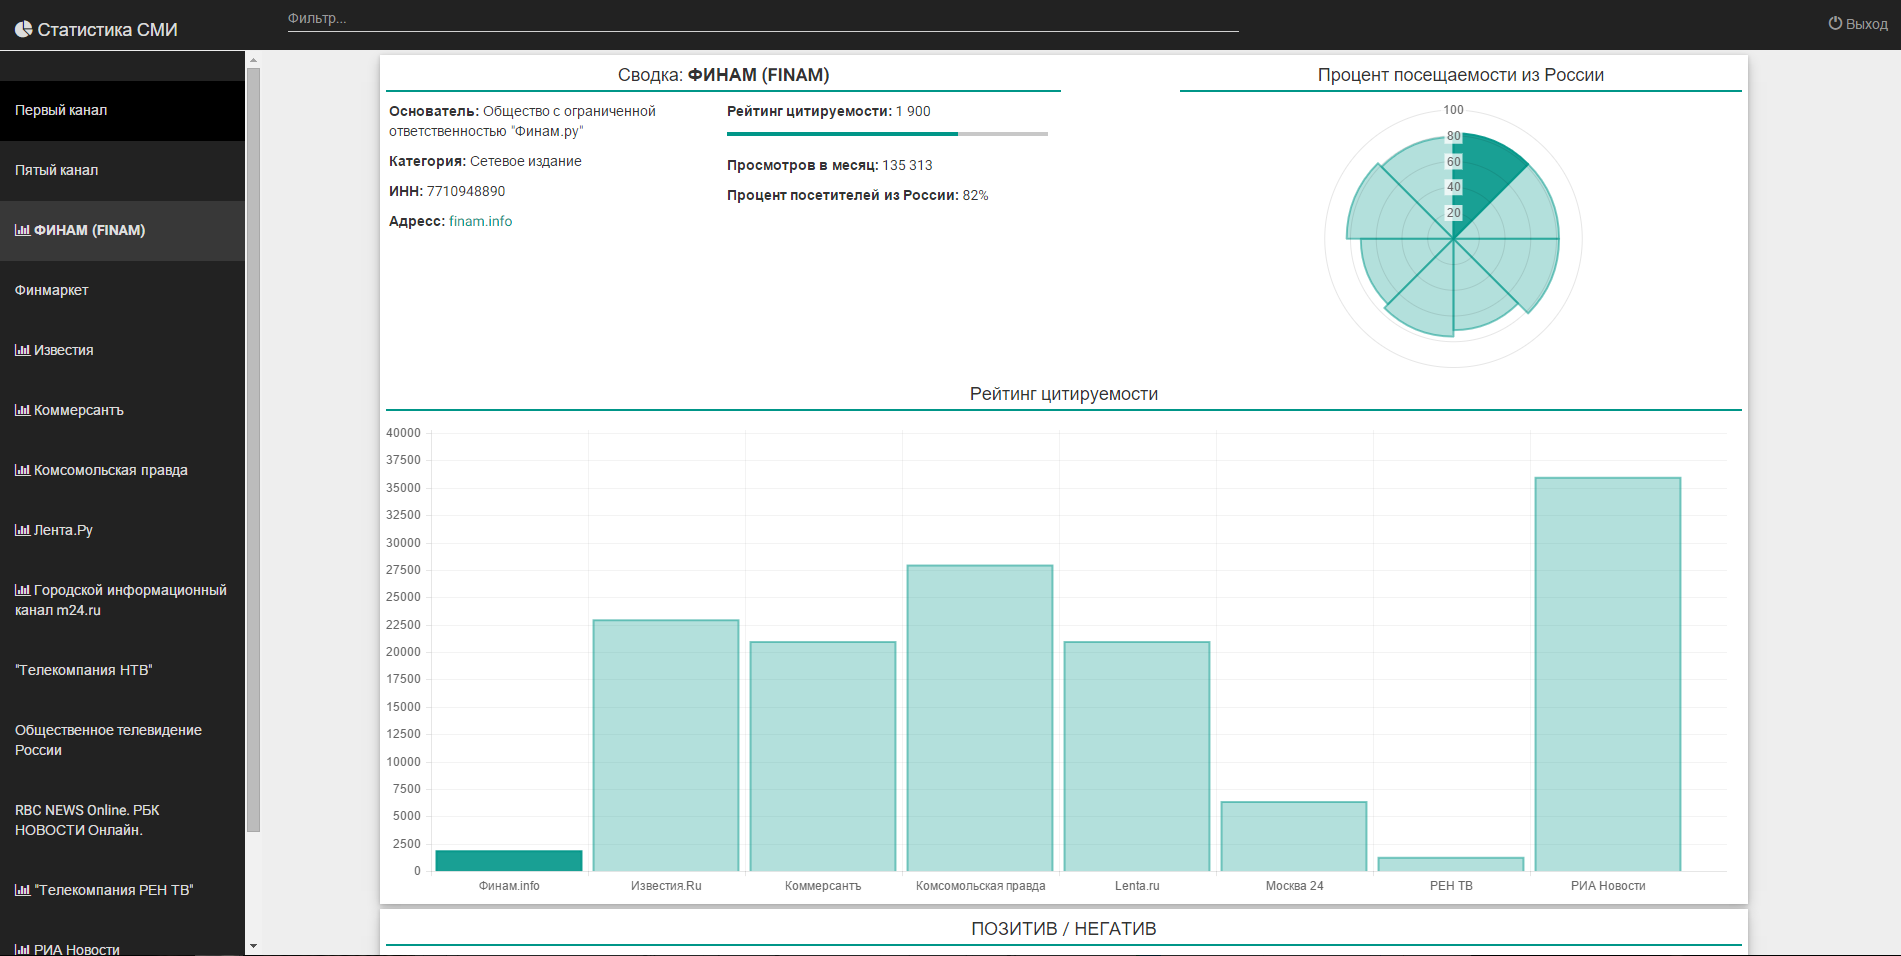 Статистика СМИ
Фильтр...
Выход
Первый канал
Пятый канал
ФИНАМ (FINAM)
Финмаркет
Известия
Коммерсантъ
Комсомольская правда
Лента.Ру
Городской информационный
канал m24.ru
"Телекомпания НТВ"
Общественное телевидение
России
RBC NEWS Online. РБК
НОВОСТИ Онлайн.
"Телекомпания РЕН ТВ"
РИА Новости
Сводка: ФИНАМ (FINAM)
Основатель: Общество с ограниченной
ответственностью "Финам.ру"
Категория: Сетевое издание
ИНН: 7710948890
Адресс: finam.info
Рейтинг цитируемости: 1 900
Просмотров в месяц: 135 313
Процент посетителей из России: 82%
Процент посещаемости из России
100
80
60
40
20
Рейтинг цитируемости
40000
37500
35000
32500
30000
27500
25000
22500
20000
17500
15000
12500
10000
7500
5000
2500
0
Финам.info Известия.Ru Коммерсантъ Комсомольская правда Lenta.ru Москва 24 РЕН ТВ РИА Новости
ПОЗИТИВ / НЕГАТИВ